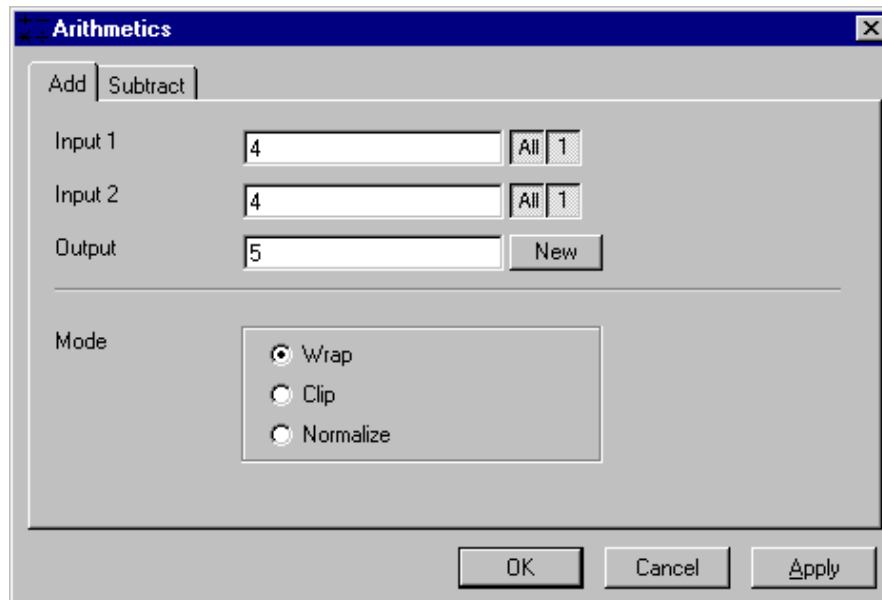 Arithmetics
Add Subtract
Input 1 4 All 1
Input 2 4 All 1
Output 5 New
Mode
Wrap
Clip
Normalize
OK Cancel Apply